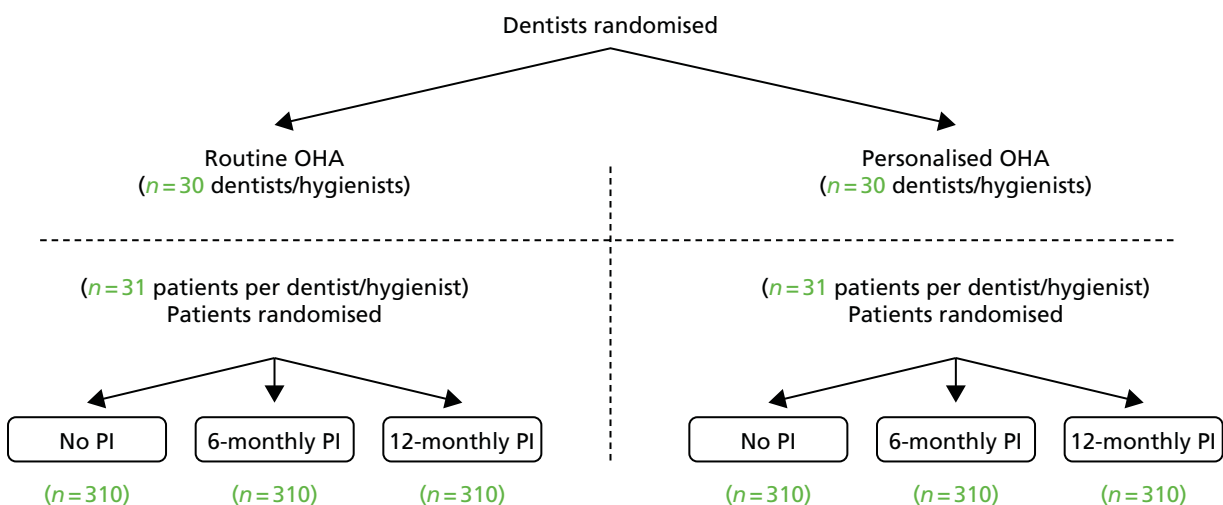 Dentists randomised
Routine OHA
(n=30 dentists/hygienists)
Personalised OHA
(n=30 dentists/hygienists)
(n=31 patients per dentist/hygienist)
Patients randomised
(n=31 patients per dentist/hygienist)
Patients randomised
No PI
6-monthly PI
12-monthly PI
No PI
6-monthly PI
12-monthly PI
(n=310)
(n=310)
(n=310)
(n=310)
(n=310)
(n=310)